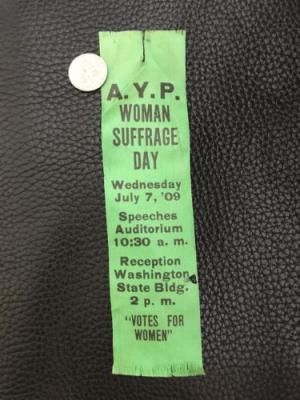 A.Y.P.
WOMAN
SUFFRAGE
DAY
Wednesday
July 7, '09
Speeches
Auditorium
10:30 a. m.
Reception
Washington
State Bldg.
2 p. m.
"VOTES FOR
WOMEN"